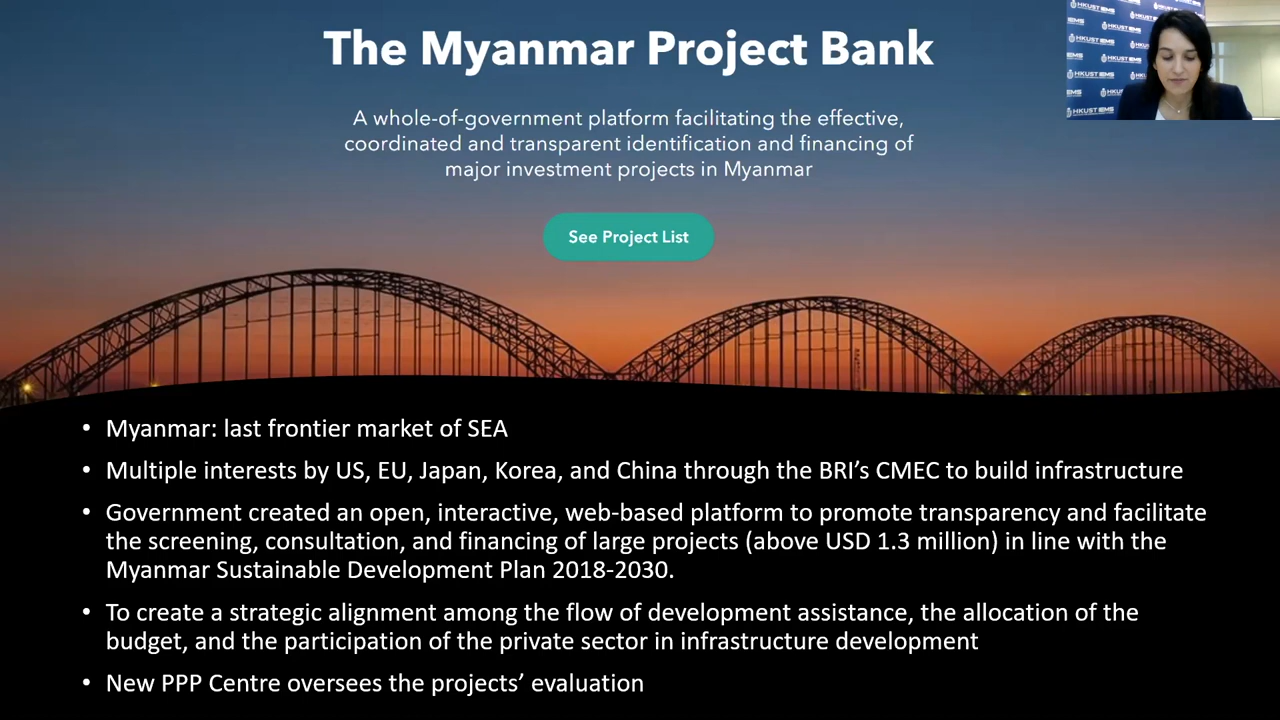 The Myanmar Project Bank
A whole-of-government platform facilitating the effective,
coordinated and transparent identification and financing of
major investment projects in Myanmar
See Project List
HKUST IEMS
• Myanmar: last frontier market of SEA
• Multiple interests by US, EU, Japan, Korea, and China through the BRI’s CMEC to build infrastructure
• Government created an open, interactive, web-based platform to promote transparency and facilitate
the screening, consultation, and financing of large projects (above USD 1.3 million) in line with the
Myanmar Sustainable Development Plan 2018-2030.
• To create a strategic alignment among the flow of development assistance, the allocation of the
budget, and the participation of the private sector in infrastructure development
• New PPP Centre oversees the projects’ evaluation